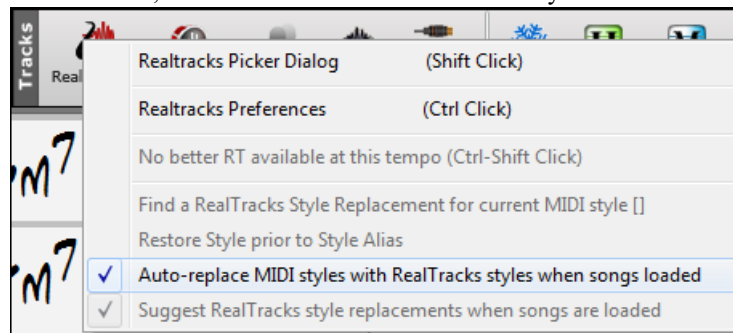 Tracks
Real
Realtracks Picker Dialog (Shift Click)
Realtracks Preferences (Ctrl Click)
m7
No better RT available at this tempo (Ctrl-Shift Click)
Find a RealTracks Style Replacement for current MIDI style []
Restore Style prior to Style Alias
m7
Auto-replace MIDI styles with RealTracks styles when songs loaded
Suggest RealTracks style replacements when songs are loaded